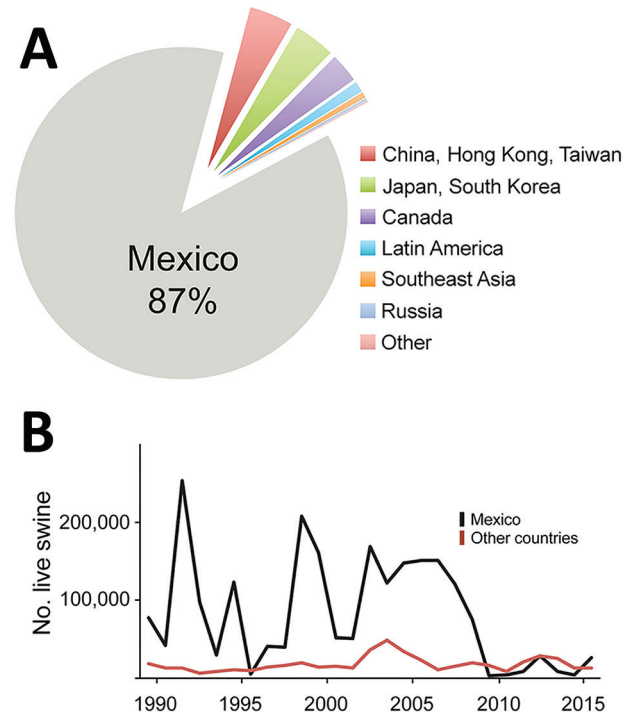 A
Mexico
87%
China, Hong Kong, Taiwan
Japan, South Korea
Canada
Latin America
Southeast Asia
Russia
Other
B
No. live swine
200,000
100,000
Mexico
Other countries
1990 1995 2000 2005 2010 2015